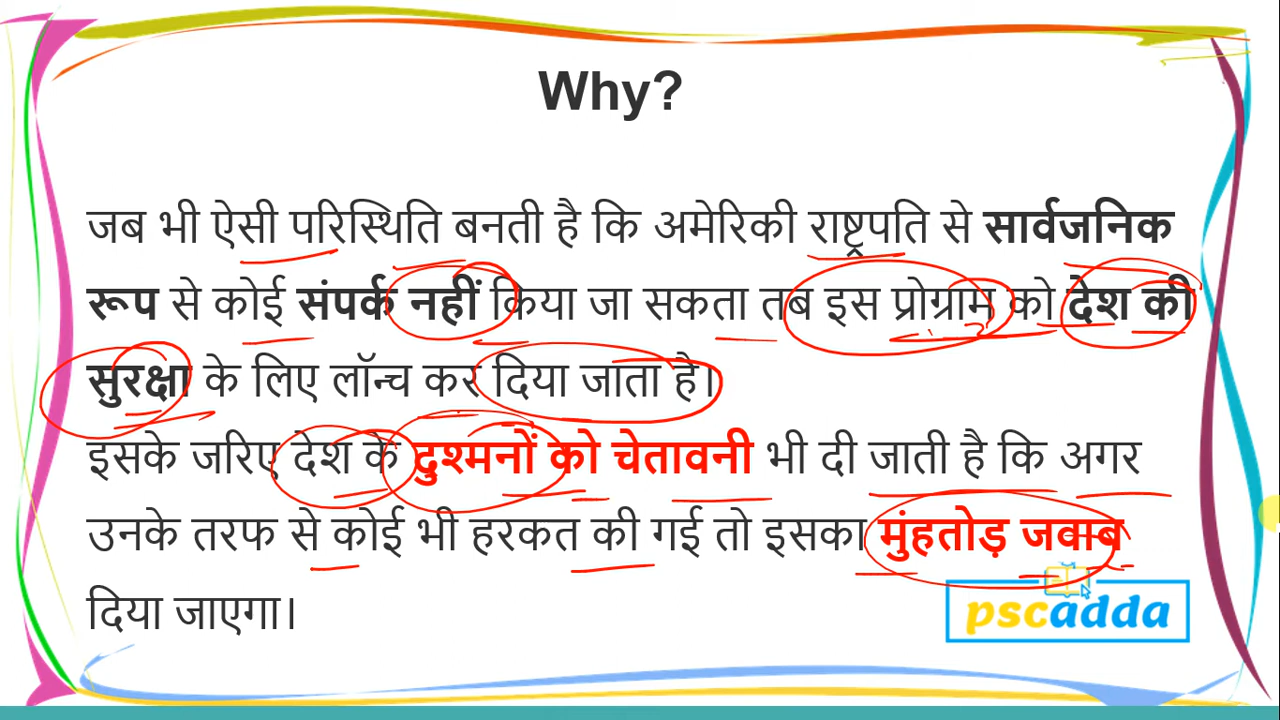 Why?
जब भी ऐसी परिस्थिति बनती है कि अमेरिकी राष्ट्रपति से सार्वजनिक
रूप से कोई संपर्क नहीं किया जा सकता तब इस प्रोग्राम को देश की
सुरक्षा के लिए लॉन्च कर दिया जाता है।
इसके जरिए देश के दुश्मनों को चेतावनी भी दी जाती है कि अगर
उनके तरफ से कोई भी हरकत की गई तो इसका मुंहतोड़ जवाब
दिया जाएगा।
pscadda